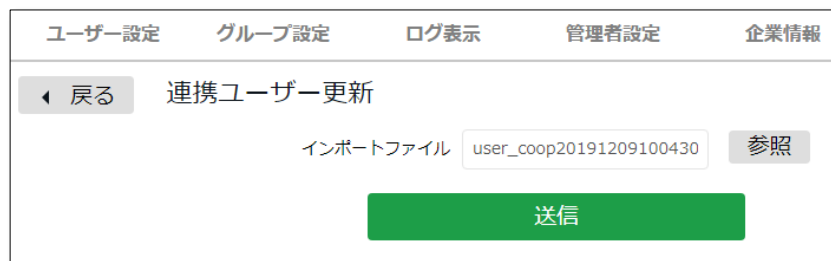 ユーザー設定 グループ設定 ログ表示 管理者設定 企業情報
戻る 連携ユーザー更新
インポートファイル user_coop20191209100430 参照
送信